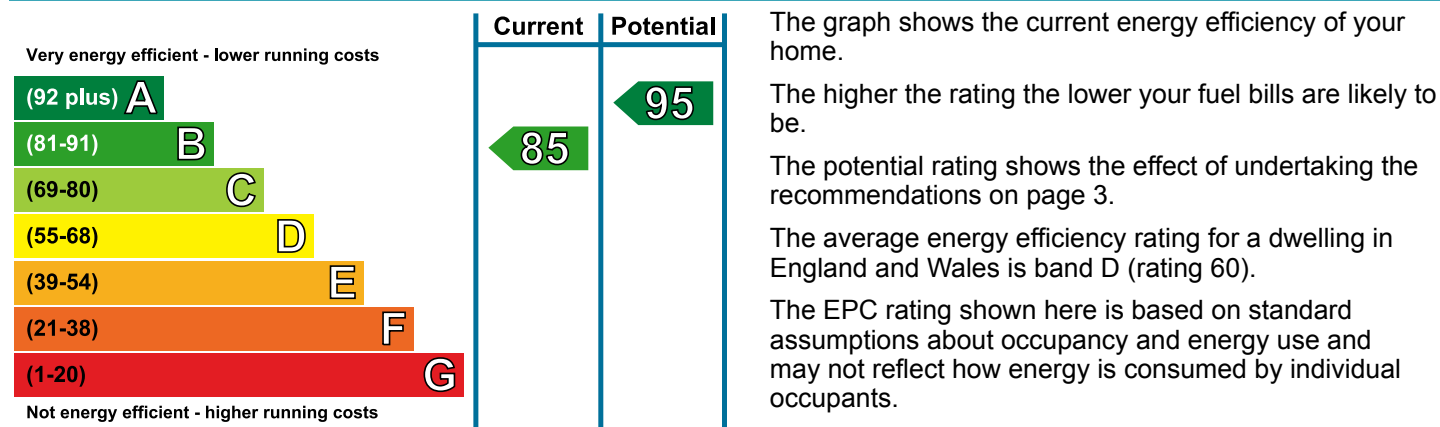 Current Potential
Very energy efficient - lower running costs
(92 plus) A
95
(81-91) B
85
(69-80) C
(55-68) D
(39-54) E
(21-38) F
(1-20) G
Not energy efficient - higher running costs
The graph shows the current energy efficiency of your
home.
The higher the rating the lower your fuel bills are likely to
be.
The potential rating shows the effect of undertaking the
recommendations on page 3.
The average energy efficiency rating for a dwelling in
England and Wales is band D (rating 60).
The EPC rating shown here is based on standard
assumptions about occupancy and energy use and
may not reflect how energy is consumed by individual
occupants.